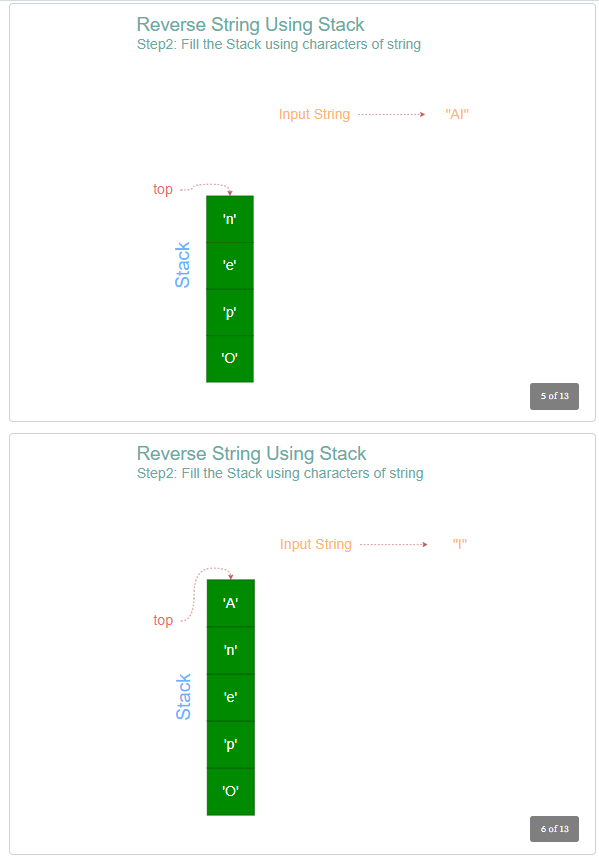 Reverse String Using Stack
Step2: Fill the Stack using characters of string
Input String
"AI"
top
'n'
'e'
'p'
'O'
Stack
5 of 13
Reverse String Using Stack
Step2: Fill the Stack using characters of string
Input String
"I"
'A'
top
'n'
'e'
'p'
'O'
Stack
6 of 13